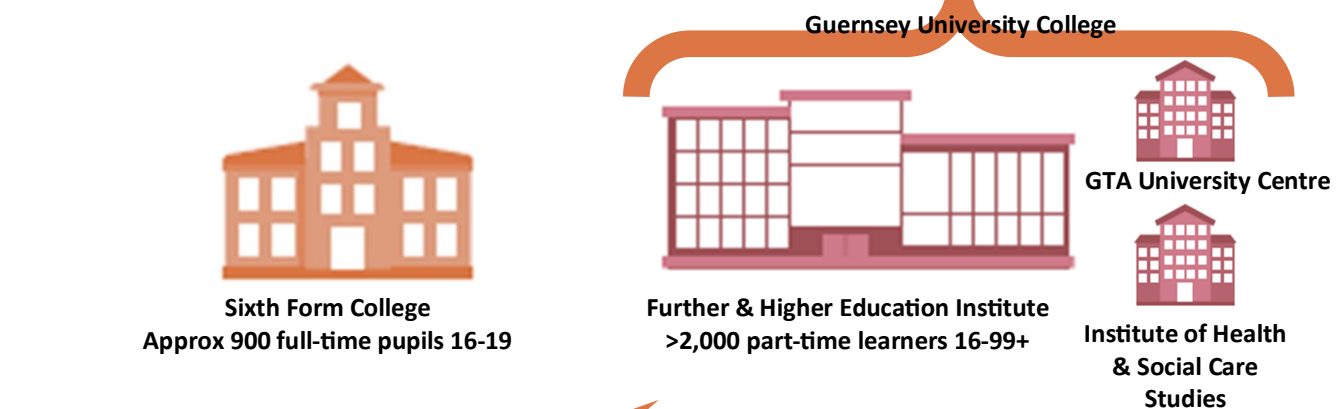 Guernsey University College
GTA University Centre
Sixth Form College
Approx 900 full-time pupils 16-19
Further & Higher Education Institute
>2,000 part-time learners 16-99+
Institute of Health
& Social Care
Studies